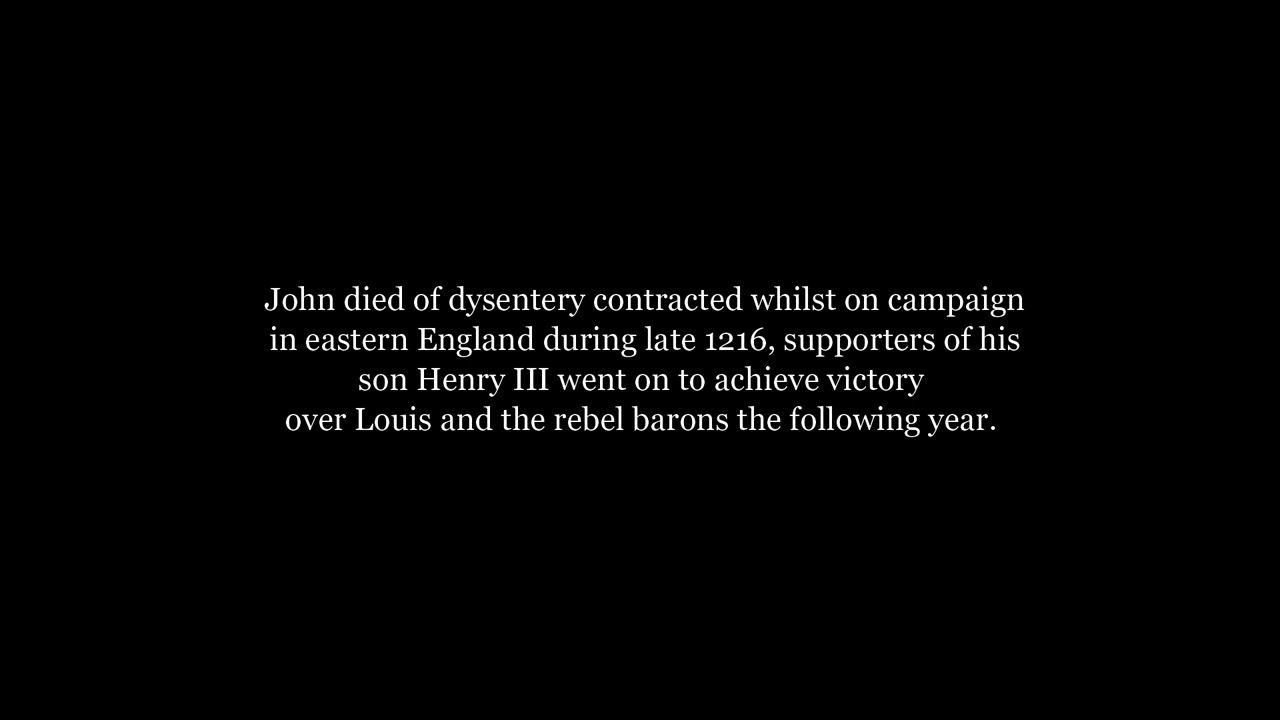 John died of dysentery contracted whilst on campaign
in eastern England during late 1216, supporters of his
son Henry III went on to achieve victory
over Louis and the rebel barons the following year.